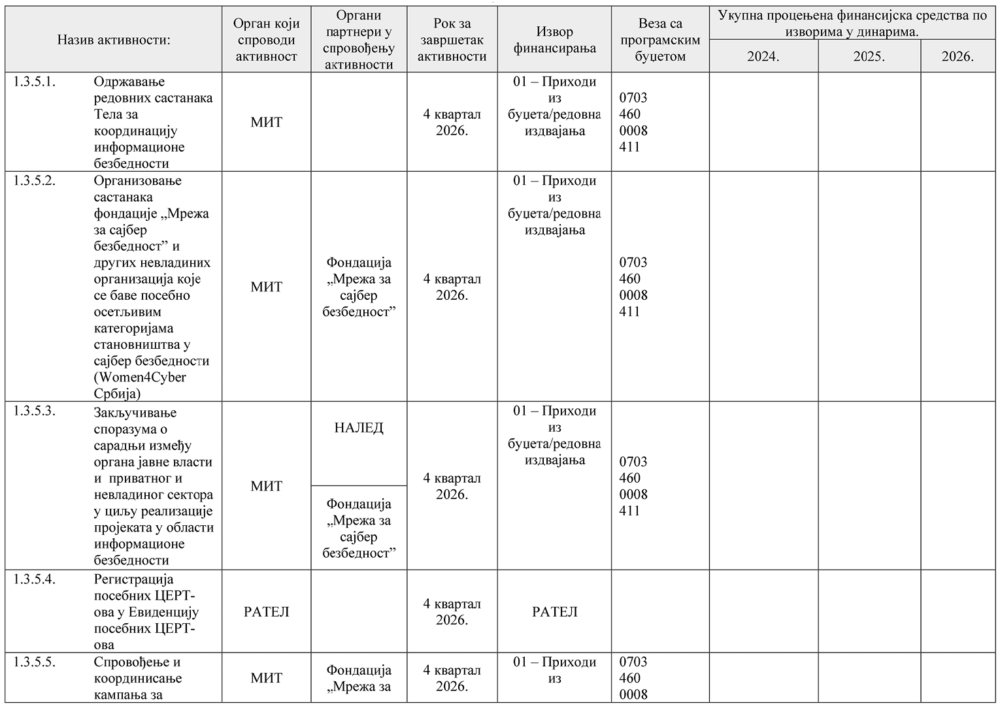 Назив активности:
Орган који
спроводи
активност
Органи
партнери у
спровођењу
активности
Рок за
завршетак
активности
Извор
финансирања
Веза са
програмским
буџетом
Укупна процењена финансијска средства по
изворима у динарима.
2024.
2025.
2026.
1.3.5.1.
Одржавање
редовних састанака
Тела за
координацију
информационе
безбедности
МИТ
4 квартал
2026.
01 – Приходи
из
буџета/редовна
издвајања
0703
460
0008
411
1.3.5.2.
Организовање
састанака
фондације „Мрежа
за сајбер
безбедност” и
других невладиних
организација које
се баве посебно
осетљивим
категоријама
становништва у
сајбер безбедности
(Women4Cyber
Србија)
МИТ
Фондација
„Мрежа за
сајбер
безбедност”
4 квартал
2026.
01 – Приходи
из
буџета/редовна
издвајања
0703
460
0008
411
1.3.5.3.
Закључивање
споразума о
сарадњи између
органа јавне власти
и  приватног и
невладиног сектора
у циљу реализације
пројеката у области
информационе
безбедности
МИТ
НАЛЕД
Фондација
„Мрежа за
сајбер
безбедност”
4 квартал
2026.
01 – Приходи
из
буџета/редовна
издвајања
0703
460
0008
411
1.3.5.4.
Регистрација
посебних ЦЕРТ-
ова у Евиденцију
посебних ЦЕРТ-
ова
РАТЕЛ
4 квартал
2026.
РАТЕЛ
1.3.5.5.
Спровођење и
координисање
кампања за
МИТ
Фондација
„Мрежа за
4 квартал
2026.
01 – Приходи
из
0703
460
0008